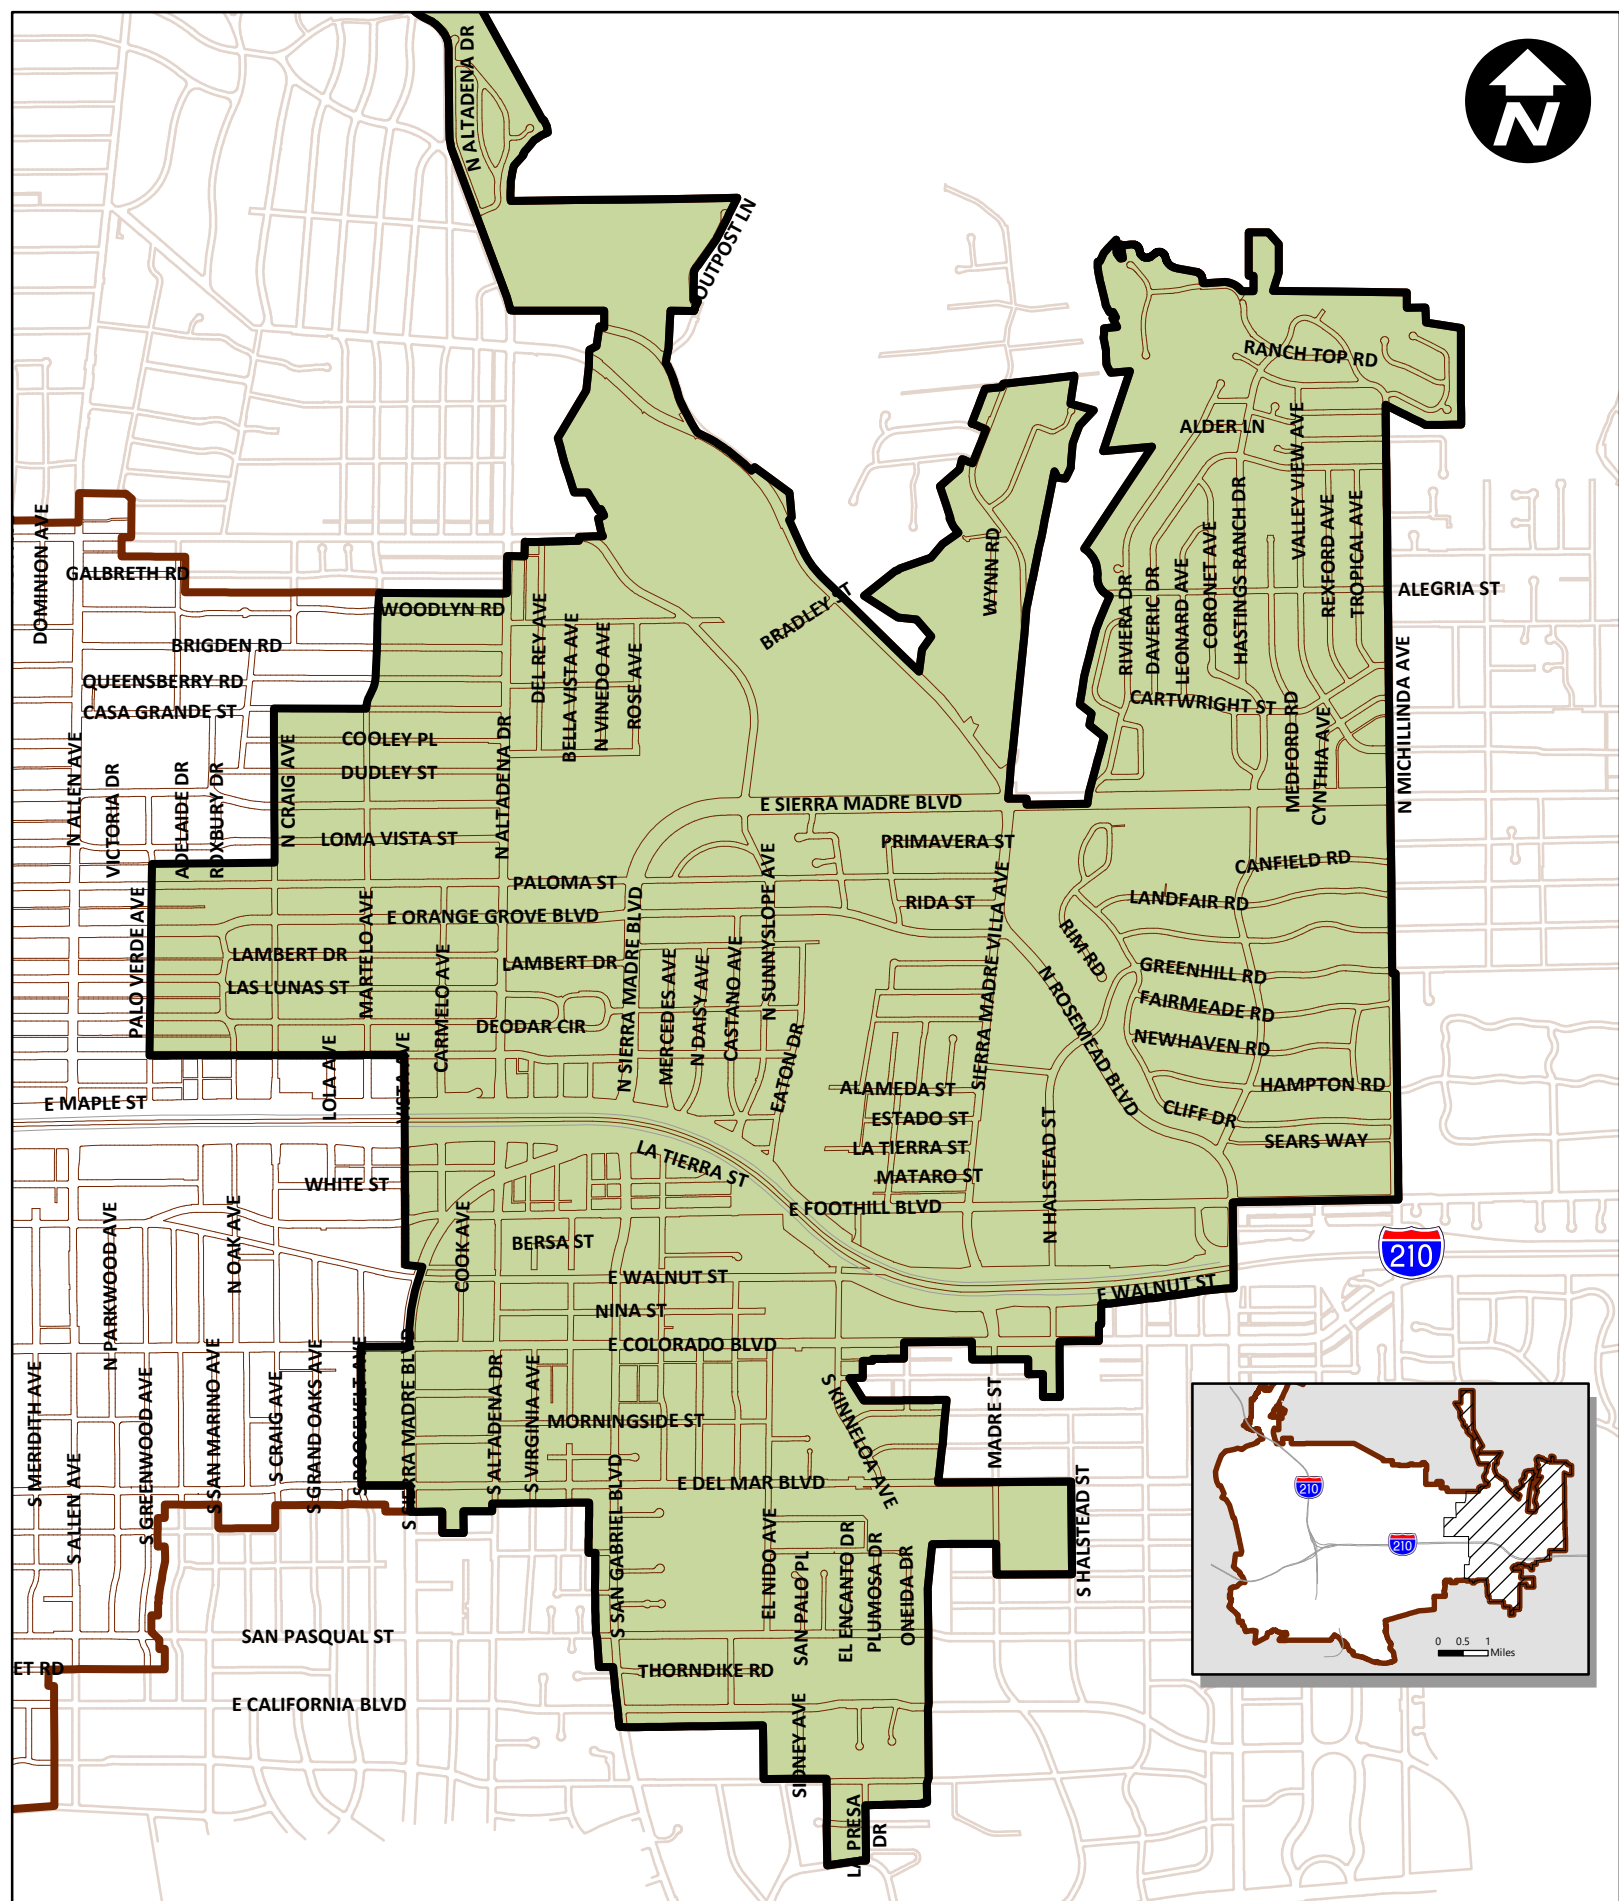 N ALTADENA DR
N
OUTPOST LN
RANCH TOP RD
ALDER LN
VALLEY VIEW AVE
HASTINGS RANCH DR
CORONET AVE
REXFORD AVE
TROPICAL AVE
DOMINION AVE
GALBRETH RD
WOODLYN RD
WYNN RD
BRADLEY ST
ALEGRIA ST
RIVIERA DR
DAVERIC DR
LEONARD AVE
BRIGDEN RD
DEL REY AVE
BELLA VISTA AVE
N VINEDO AVE
ROSE AVE
QUEENSBERRY RD
CASA GRANDE ST
CARTWRIGHT ST
MEDFORD RD
CYNTHIA AVE
N MICHILLINDA AVE
N ALLEN AVE
VICTORIA DR
ADELAIDE DR
ROXBURY DR
N CRAIG AVE
COOLEY PL
DUDLEY ST
N ALTADENA DR
E SIERRA MADRE BLVD
LOMA VISTA ST
PRIMAVERA ST
CANFIELD RD
PALOMA ST
E ORANGE GROVE BLVD
RIDA ST
LANDFAIR RD
PALO VERDE AVE
MARTELO AVE
CARMELO AVE
LAMBERT DR
LAMBERT DR
LAS LUNAS ST
DEODAR CIR
N SIERRA MADRE BLVD
MERCEDES AVE
N DAISY AVE
CASTANO AVE
N SUNNYSLOPE AVE
EATON DR
SIERRA MADRE VILLA AVE
RIM RD
N ROSEMEAD BLVD
GREENHILL RD
FAIRMEADE RD
NEWHAVEN RD
HAMPTON RD
CLIFF DR
SEARS WAY
E MAPLE ST
LOLA AVE
VISTA AVE
ALAMEDA ST
ESTADO ST
LA TIERRA ST
LA TIERRA ST
MATARO ST
E FOOTHILL BLVD
N HALSTEAD ST
WHITE ST
N PARKWOOD AVE
N OAK AVE
COOK AVE
BERSA ST
210
E WALNUT ST
E WALNUT ST
NINA ST
E COLORADO BLVD
S MERIDITH AVE
S ALLEN AVE
S GREENWOOD AVE
S SAN MARINO AVE
S CRAIG AVE
S GRAND OAKS AVE
S ROOSEVELT AVE
S SIERRA MADRE BLVD
S ALTADENA DR
S VIRGINIA AVE
MORNINGSIDE ST
S KINNELOA AVE
MADRE ST
E DEL MAR BLVD
S HALSTEAD ST
S SAN GABRIEL BLVD
EL NIDO AVE
SAN PALO PL
EL ENCANTO DR
PLUMOSA DR
ONEIDA DR
210
210
0 0.5 1
Miles
SAN PASQUAL ST
ET RD
THORNDIKE RD
E CALIFORNIA BLVD
SIDNEY AVE
LA PRESA
DR